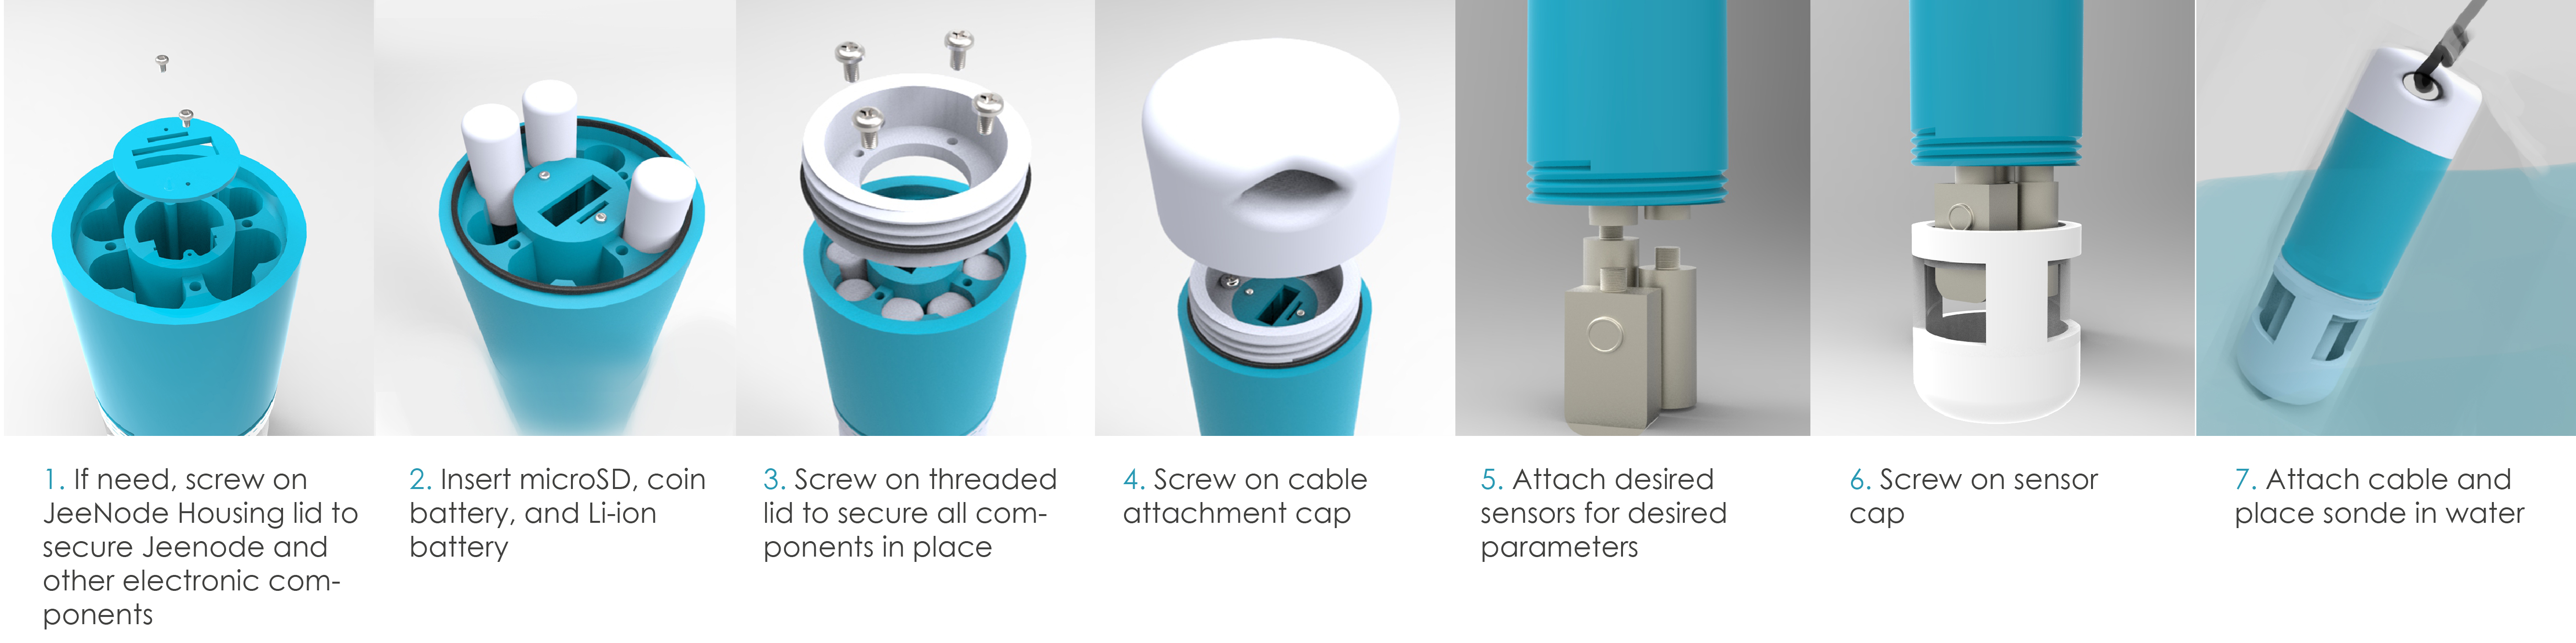 1. If need, screw on
JeeNode Housing lid to
secure Jeenode and
other electronic com-
ponents
2. Insert microSD, coin
battery, and Li-ion
battery
3. Screw on threaded
lid to secure all com-
ponents in place
4. Screw on cable
attachment cap
5. Attach desired
sensors for desired
parameters
6. Screw on sensor
cap
7. Attach cable and
place sonde in water